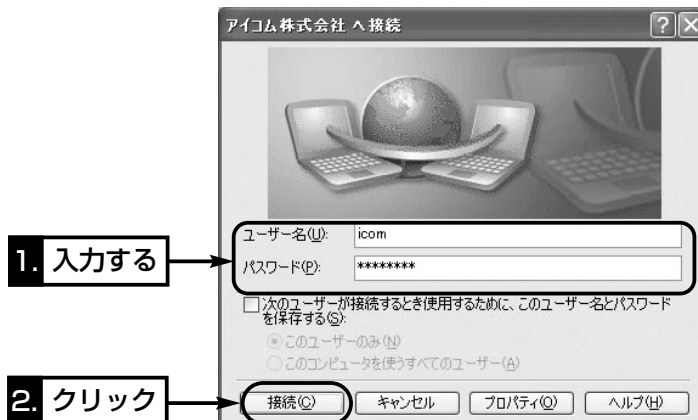 アイコム株式会社 へ接続
ユーザー名(U): icom
パスワード(P): ********
1. 入力する
次のユーザーが接続するとき使用するために、このユーザー名とパスワード
を保存する(S):
このユーザーのみ(N)
このコンピュータを使うすべてのユーザー(A)
2. クリック
接続(C) キャンセル プロパティ(O) ヘルプ(H)